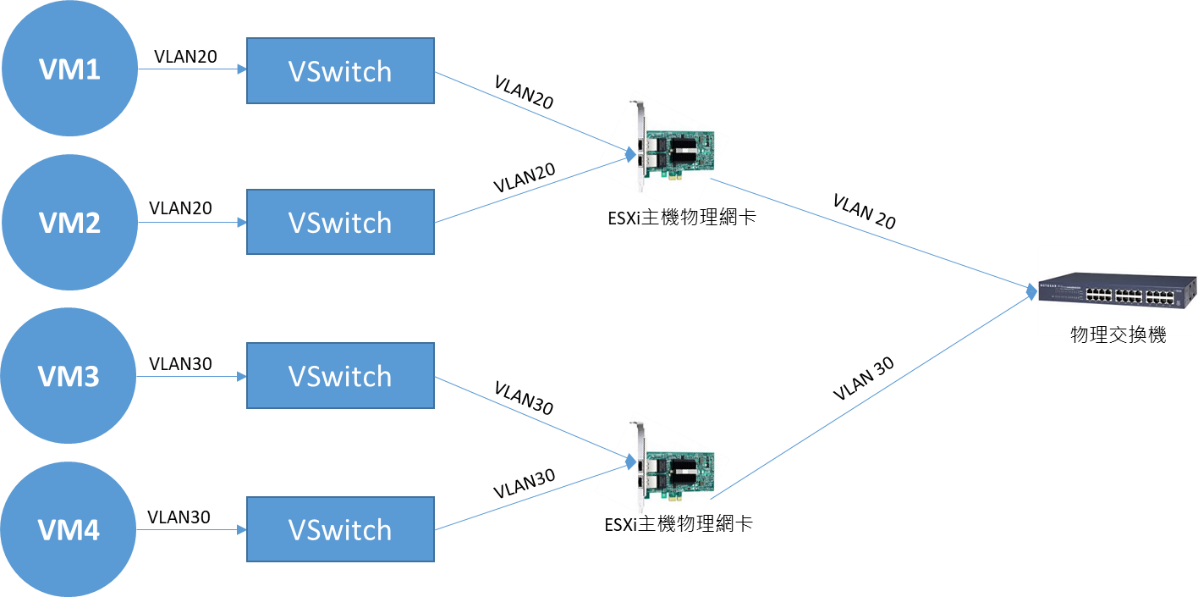 VM1
VLAN20
VSwitch
VLAN20
VM2
VLAN20
VSwitch
VLAN20
ESXi主機物理網卡
VLAN 20
NETGEAR
物理交換機
VM3
VLAN30
VSwitch
VLAN30
VLAN 30
VM4
VLAN30
VSwitch
VLAN30
ESXi主機物理網卡